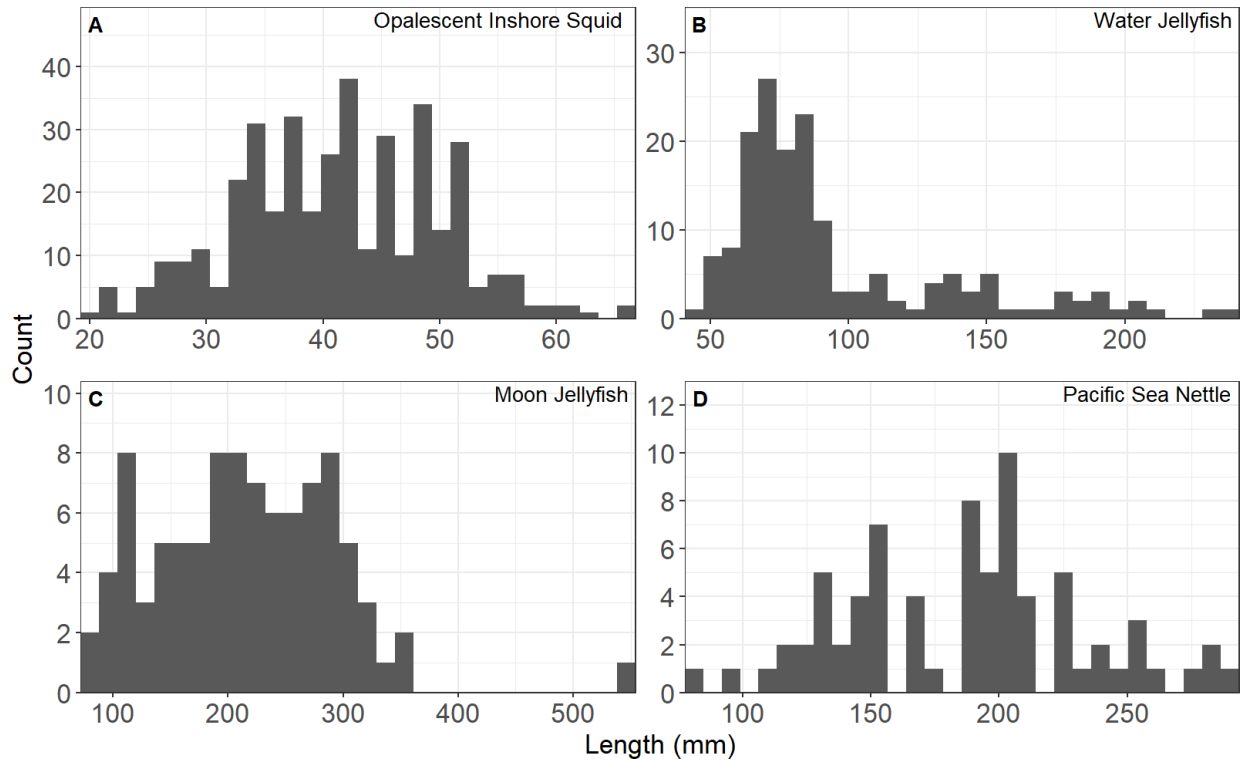 A Opalescent Inshore Squid
40
30
20
10
0
20 30 40 50 60
B Water Jellyfish
30
20
10
0
50 100 150 200
Count
C Moon Jellyfish
10
8
6
4
2
0
100 200 300 400 500
D Pacific Sea Nettle
12
10
8
6
4
2
0
100 150 200 250
Length (mm)